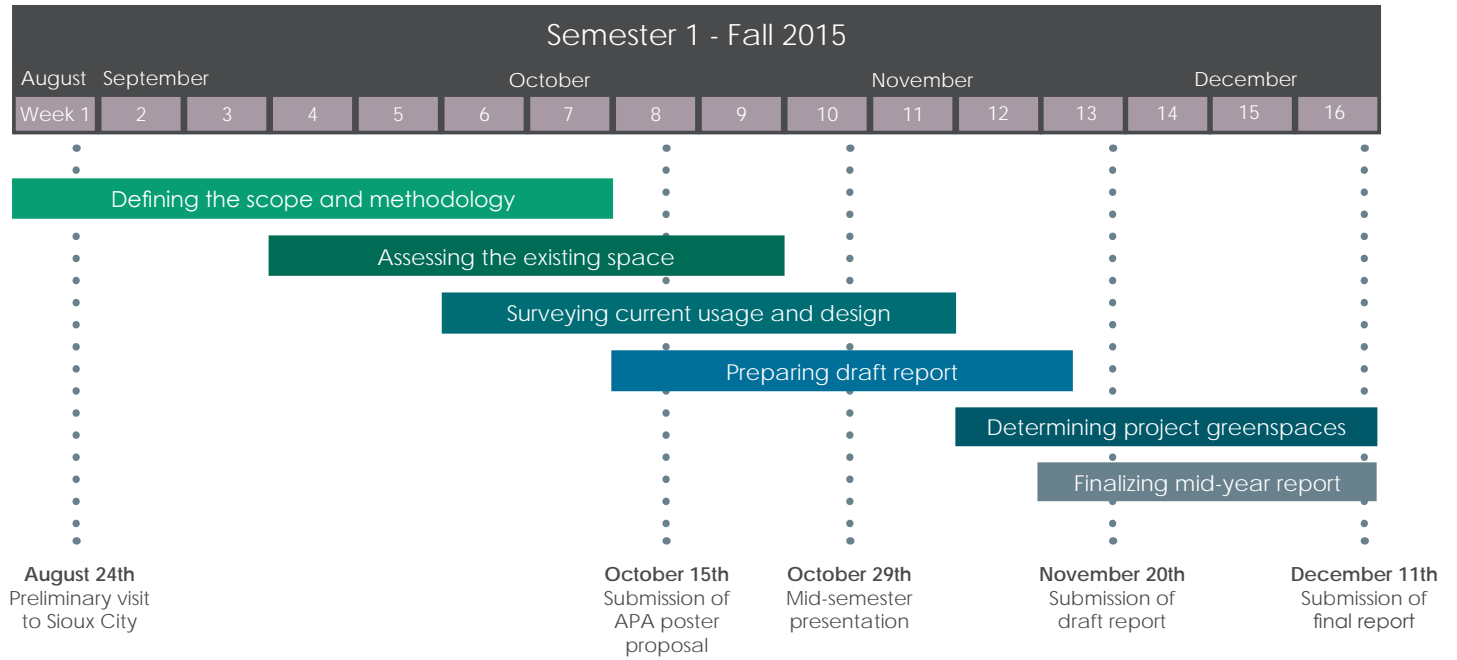 Semester 1 - Fall 2015
August September October November December
Week 1 2 3 4 5 6 7 8 9 10 11 12 13 14 15 16
Defining the scope and methodology
Assessing the existing space
Surveying current usage and design
Preparing draft report
Determining project greenspaces
Finalizing mid-year report
August 24th
Preliminary visit
to Sioux City
October 15th
Submission of
APA poster
proposal
October 29th
Mid-semester
presentation
November 20th
Submission of
draft report
December 11th
Submission of
final report